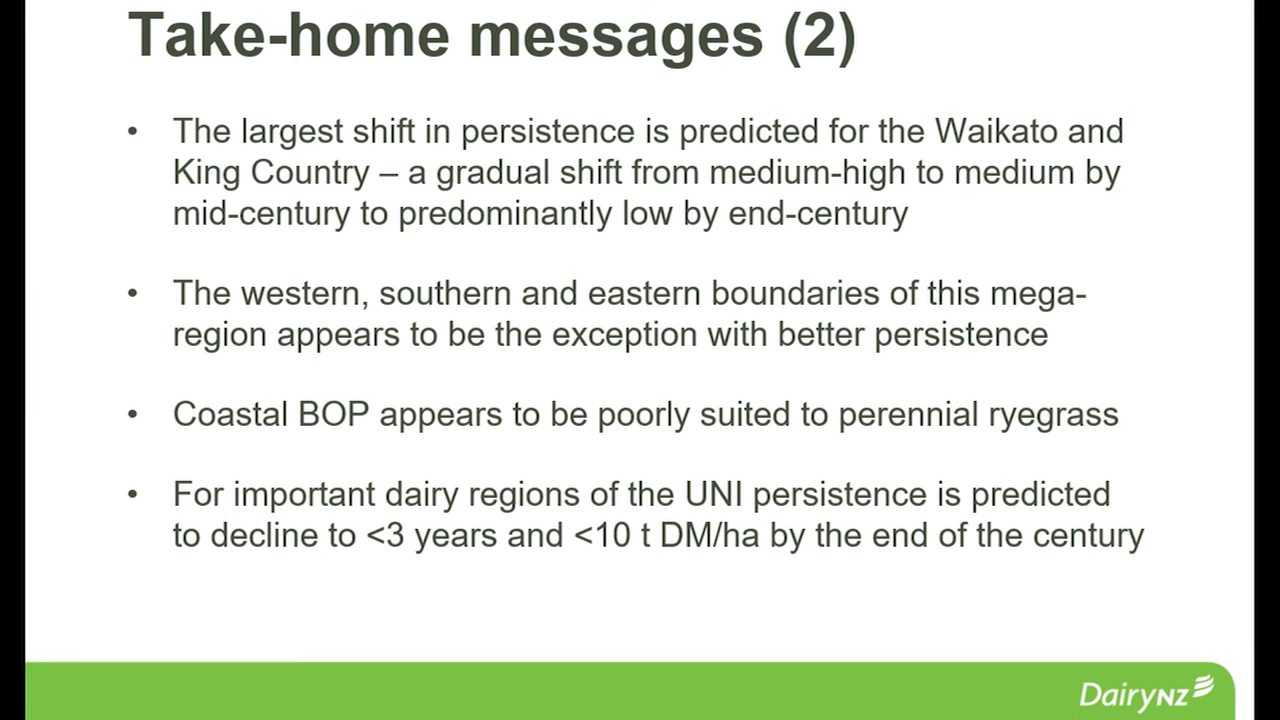 Take-home messages (2)
• The largest shift in persistence is predicted for the Waikato and
King Country – a gradual shift from medium-high to medium by
mid-century to predominantly low by end-century
• The western, southern and eastern boundaries of this mega-
region appears to be the exception with better persistence
• Coastal BOP appears to be poorly suited to perennial ryegrass
• For important dairy regions of the UNI persistence is predicted
to decline to <3 years and <10 t DM/ha by the end of the century
DairyNZ